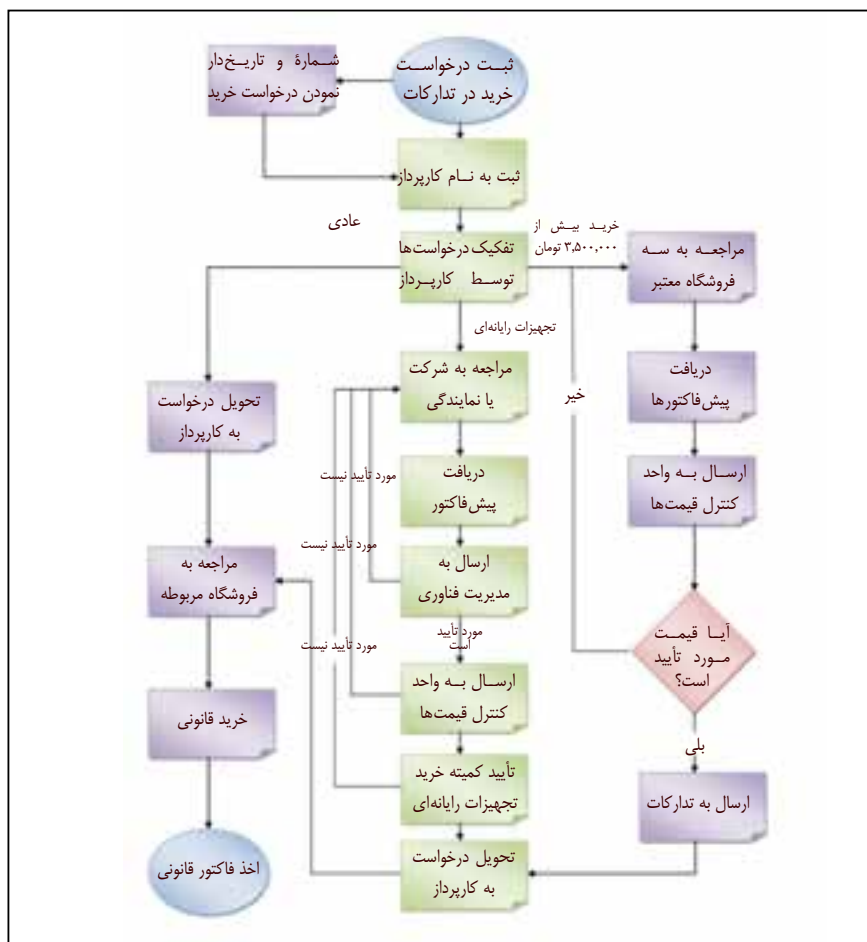 ثبت درخواست
خرید در تدارکات
شمارهٔ و تاریخ‌دار
نمودن درخواست خرید
ثبت به نام کارپرداز
عادی
تفکیک درخواست‌ها
توسط کارپرداز
خرید بیش از
۳,۵۰۰,۰۰۰ تومان
مراجعه به سه
فروشگاه معتبر
تجهیزات رایانه‌ای
مراجعه به شرکت
یا نمایندگی
خیر
دریافت
پیش‌فاکتورها
تحویل درخواست
به کارپرداز
مورد تأیید نیست
دریافت
پیش‌فاکتور
ارسال به واحد
کنترل قیمت‌ها
مورد تأیید نیست
مراجعه به
فروشگاه مربوطه
ارسال به
مدیریت فناوری
مورد تأیید نیست
مورد تأیید
است
آیا قیمت
مورد تأیید
است؟
ارسال به واحد
کنترل قیمت‌ها
خرید قانونی
بلی
تأیید کمیته خرید
تجهیزات رایانه‌ای
ارسال به تدارکات
اخذ فاکتور قانونی
تحویل درخواست
به کارپرداز